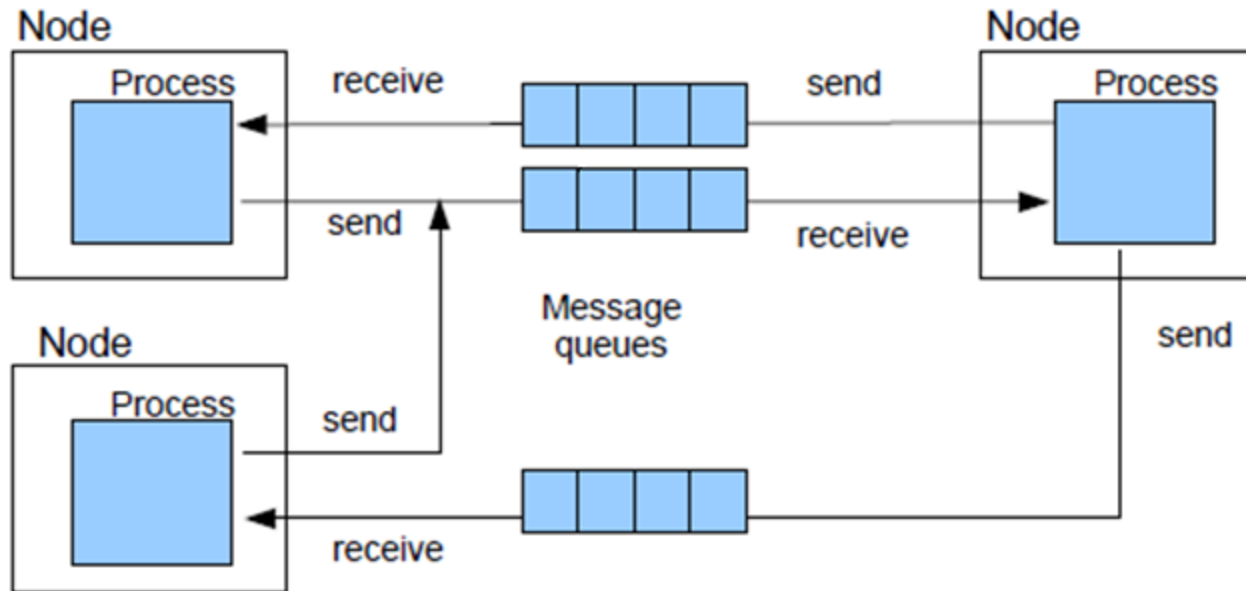 Node
Node
Process
receive
send
Process
send
receive
Message
queues
send
Node
Process
send
receive